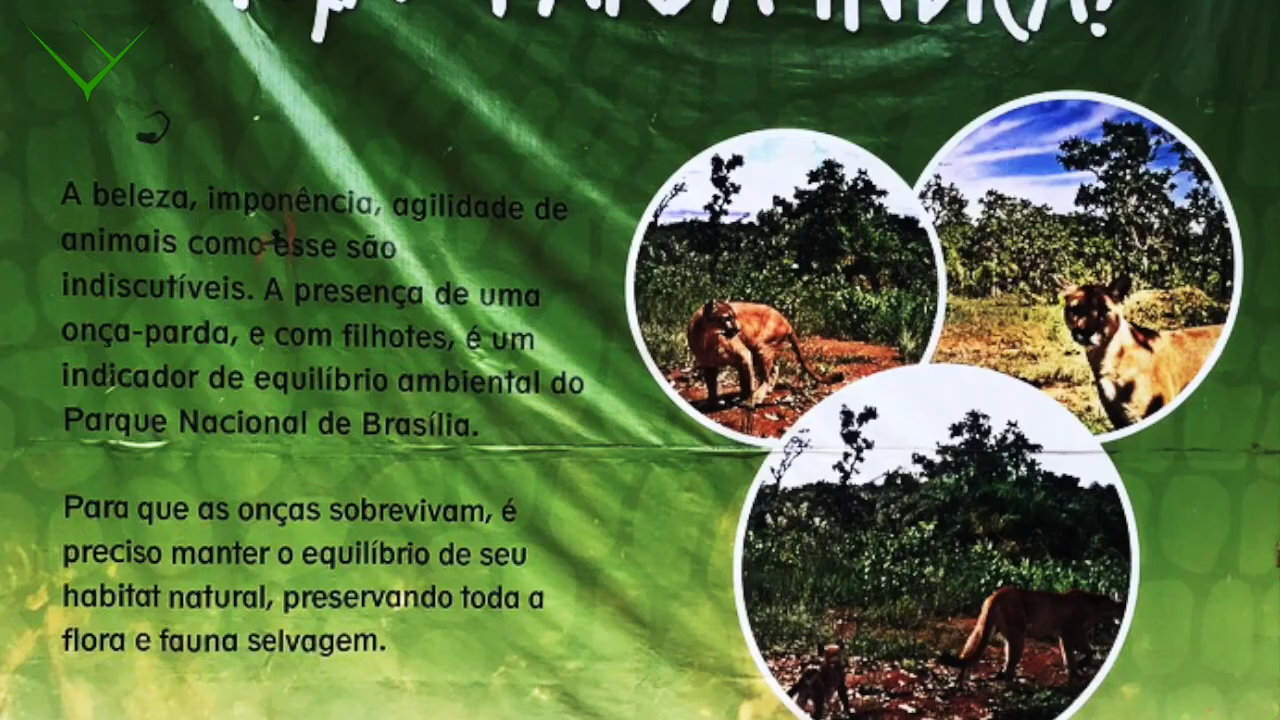 A beleza, imponência, agilidade de
animais como esse são
indiscutíveis. A presença de uma
onça-parda, e com filhotes, é um
indicador de equilíbrio ambiental do
Parque Nacional de Brasília.
Para que as onças sobrevivam, é
preciso manter o equilíbrio de seu
habitat natural, preservando toda a
flora e fauna selvagem.